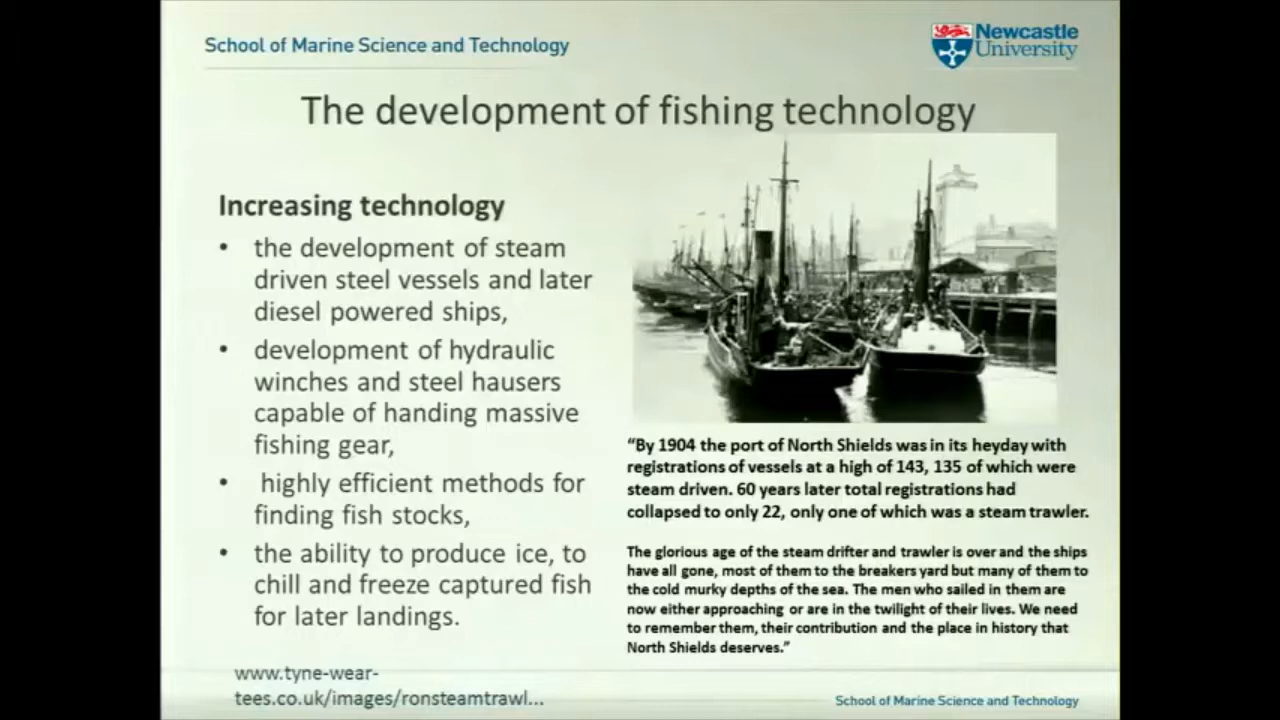 School of Marine Science and Technology
Newcastle
University
The development of fishing technology
Increasing technology
• the development of steam
driven steel vessels and later
diesel powered ships,
• development of hydraulic
winches and steel hausers
capable of handing massive
fishing gear,
• highly efficient methods for
finding fish stocks,
• the ability to produce ice, to
chill and freeze captured fish
for later landings.
“By 1904 the port of North Shields was in its heyday with
registrations of vessels at a high of 143, 135 of which were
steam driven. 60 years later total registrations had
collapsed to only 22, only one of which was a steam trawler.
The glorious age of the steam drifter and trawler is over and the ships
have all gone, most of them to the breakers yard but many of them to
the cold murky depths of the sea. The men who sailed in them are
now either approaching or are in the twilight of their lives. We need
to remember them, their contribution and the place in history that
North Shields deserves.”
www.tyne-wear-
tees.co.uk/images/ronsteamtrawl...
School of Marine Science and Technology